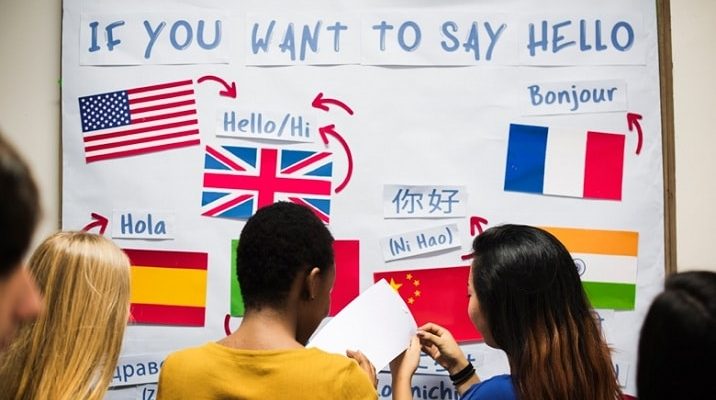 IF YOU WANT TO SAY HELLO
Bonjour
Hello/Hi
你好
(Ni Hao)
Hola